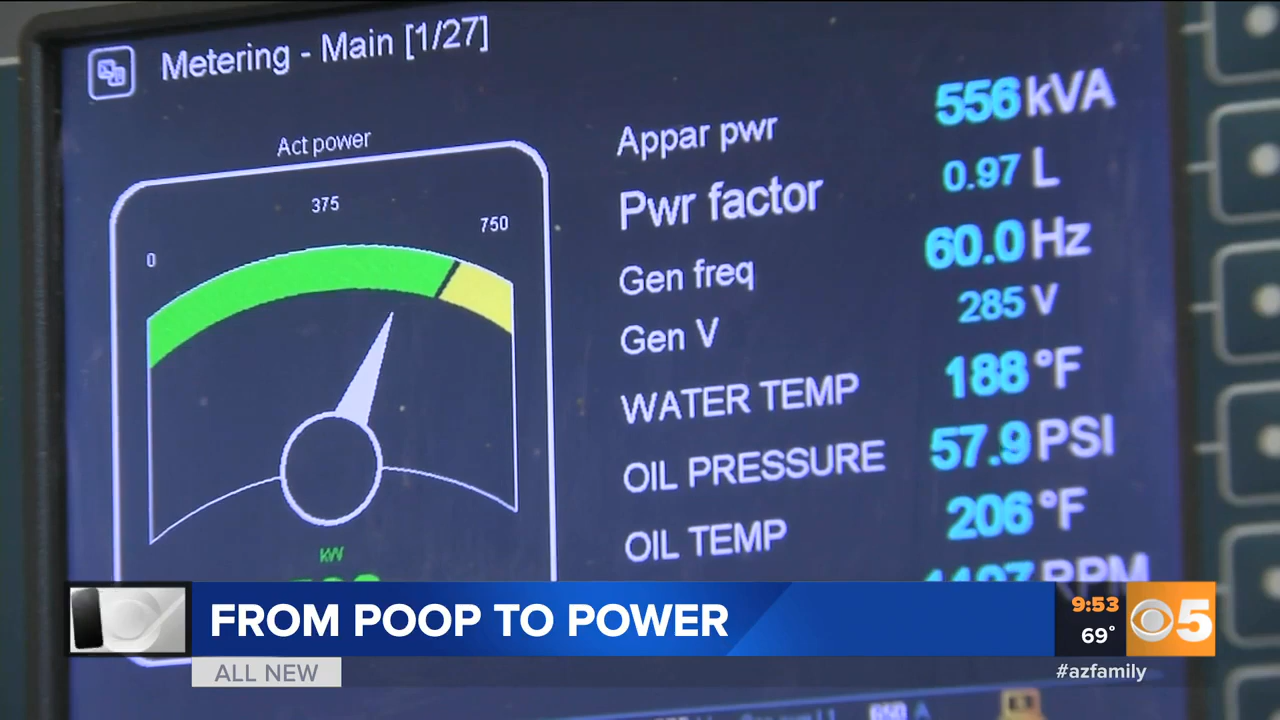 Metering - Main [1/27]
Act power
0
375
750
kW
Appar pwr 556 kVA
Pwr factor 0.97 L
Gen freq 60.0 Hz
Gen V 285 V
WATER TEMP 188 °F
OIL PRESSURE 57.9 PSI
OIL TEMP 206 °F
RPM
FROM POOP TO POWER
ALL NEW
9:53
69°
5
#azfamily